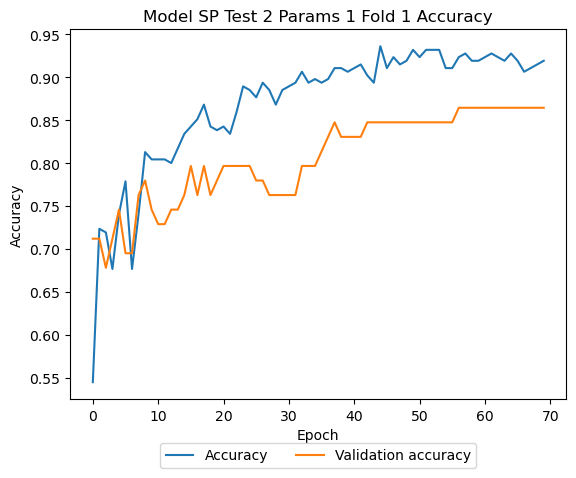 Model SP Test 2 Params 1 Fold 1 Accuracy
0.95
0.90
0.85
0.80
0.75
0.70
0.65
0.60
0.55
Accuracy
0 10 20 30 40 50 60 70
Epoch
Accuracy Validation accuracy